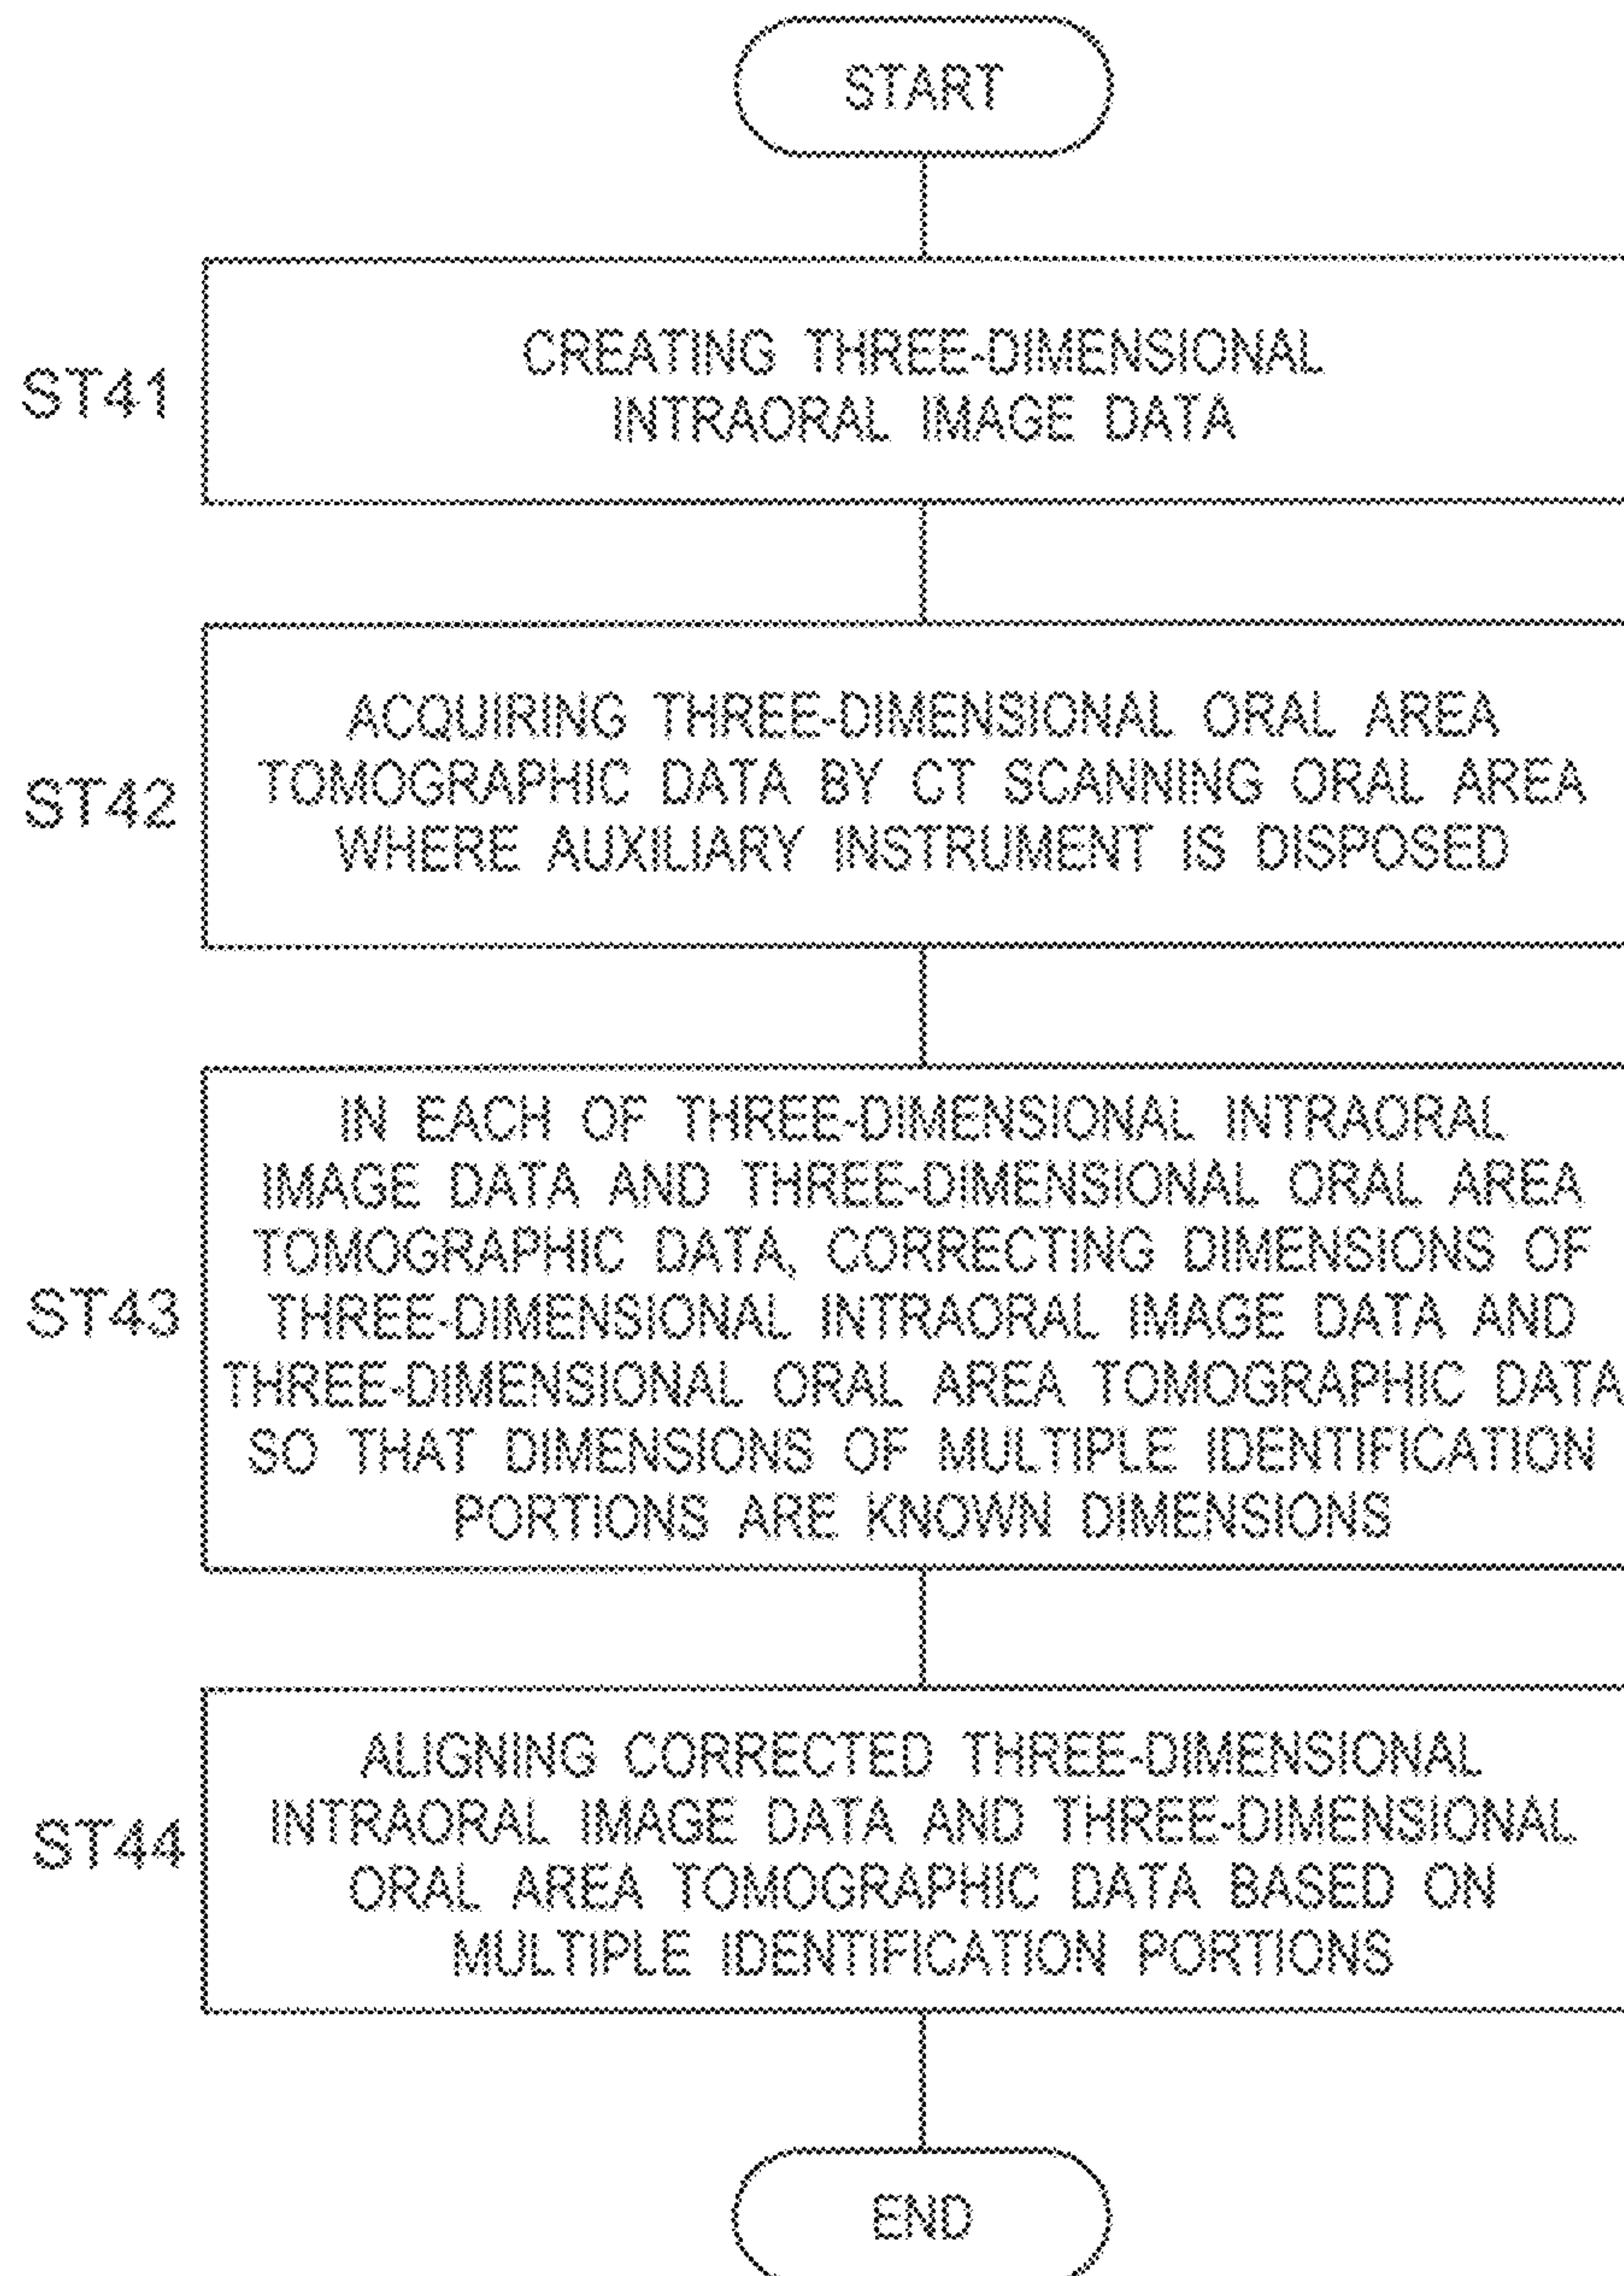 START
ST41
CREATING THREE-DIMENSIONAL
INTRAORAL IMAGE DATA
ST42
ACQUIRING THREE-DIMENSIONAL ORAL AREA
TOMOGRAPHIC DATA BY CT SCANNING ORAL AREA
WHERE AUXILIARY INSTRUMENT IS DISPOSED
ST43
IN EACH OF THREE-DIMENSIONAL INTRAORAL
IMAGE DATA AND THREE-DIMENSIONAL ORAL AREA
TOMOGRAPHIC DATA, CORRECTING DIMENSIONS OF
THREE-DIMENSIONAL INTRAORAL IMAGE DATA AND
THREE-DIMENSIONAL ORAL AREA TOMOGRAPHIC DATA
SO THAT DIMENSIONS OF MULTIPLE IDENTIFICATION
PORTIONS ARE KNOWN DIMENSIONS
ST44
ALIGNING CORRECTED THREE-DIMENSIONAL
INTRAORAL IMAGE DATA AND THREE-DIMENSIONAL
ORAL AREA TOMOGRAPHIC DATA BASED ON
MULTIPLE IDENTIFICATION PORTIONS
END